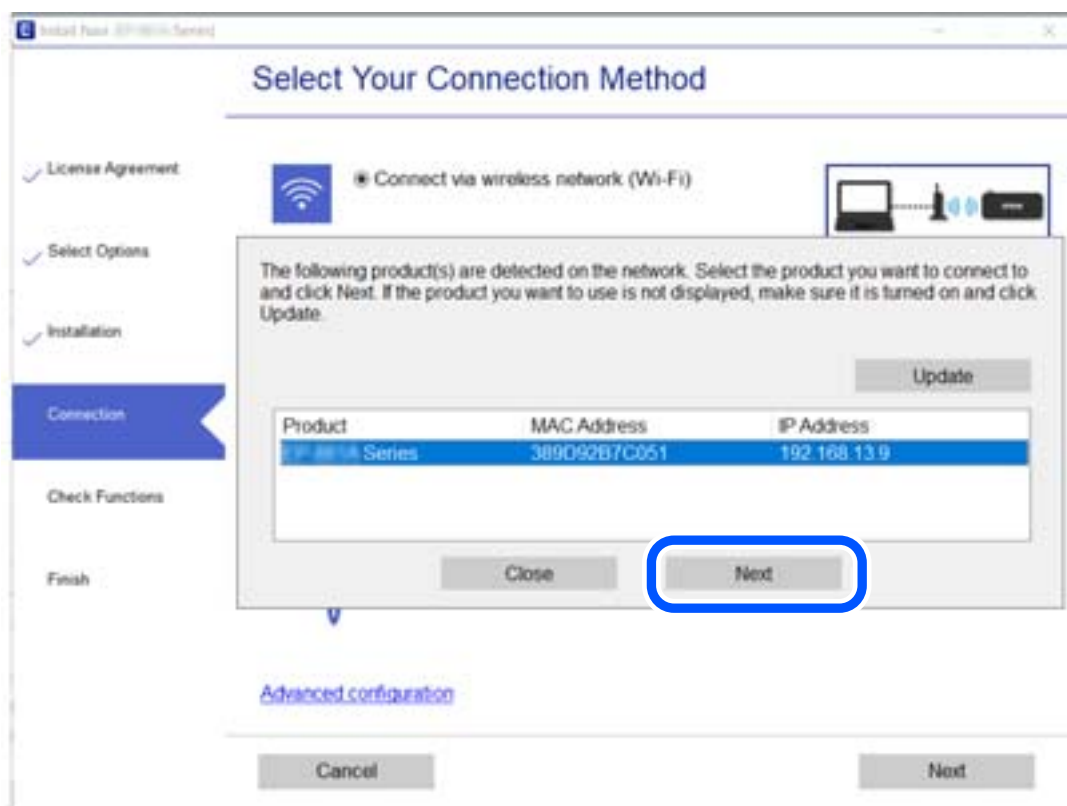 Install Navi
Series]
Select Your Connection Method
License Agreement
Select Options
Installation
Connection
Check Functions
Finish
Connect via wireless network (Wi-Fi)
The following product(s) are detected on the network. Select the product you want to connect to
and click Next. If the product you want to use is not displayed, make sure it is turned on and click
Update.
Update
Product MAC Address IP Address
Series 389D92B7C051 192.168.13.9
Close Next
Advanced configuration
Cancel Next